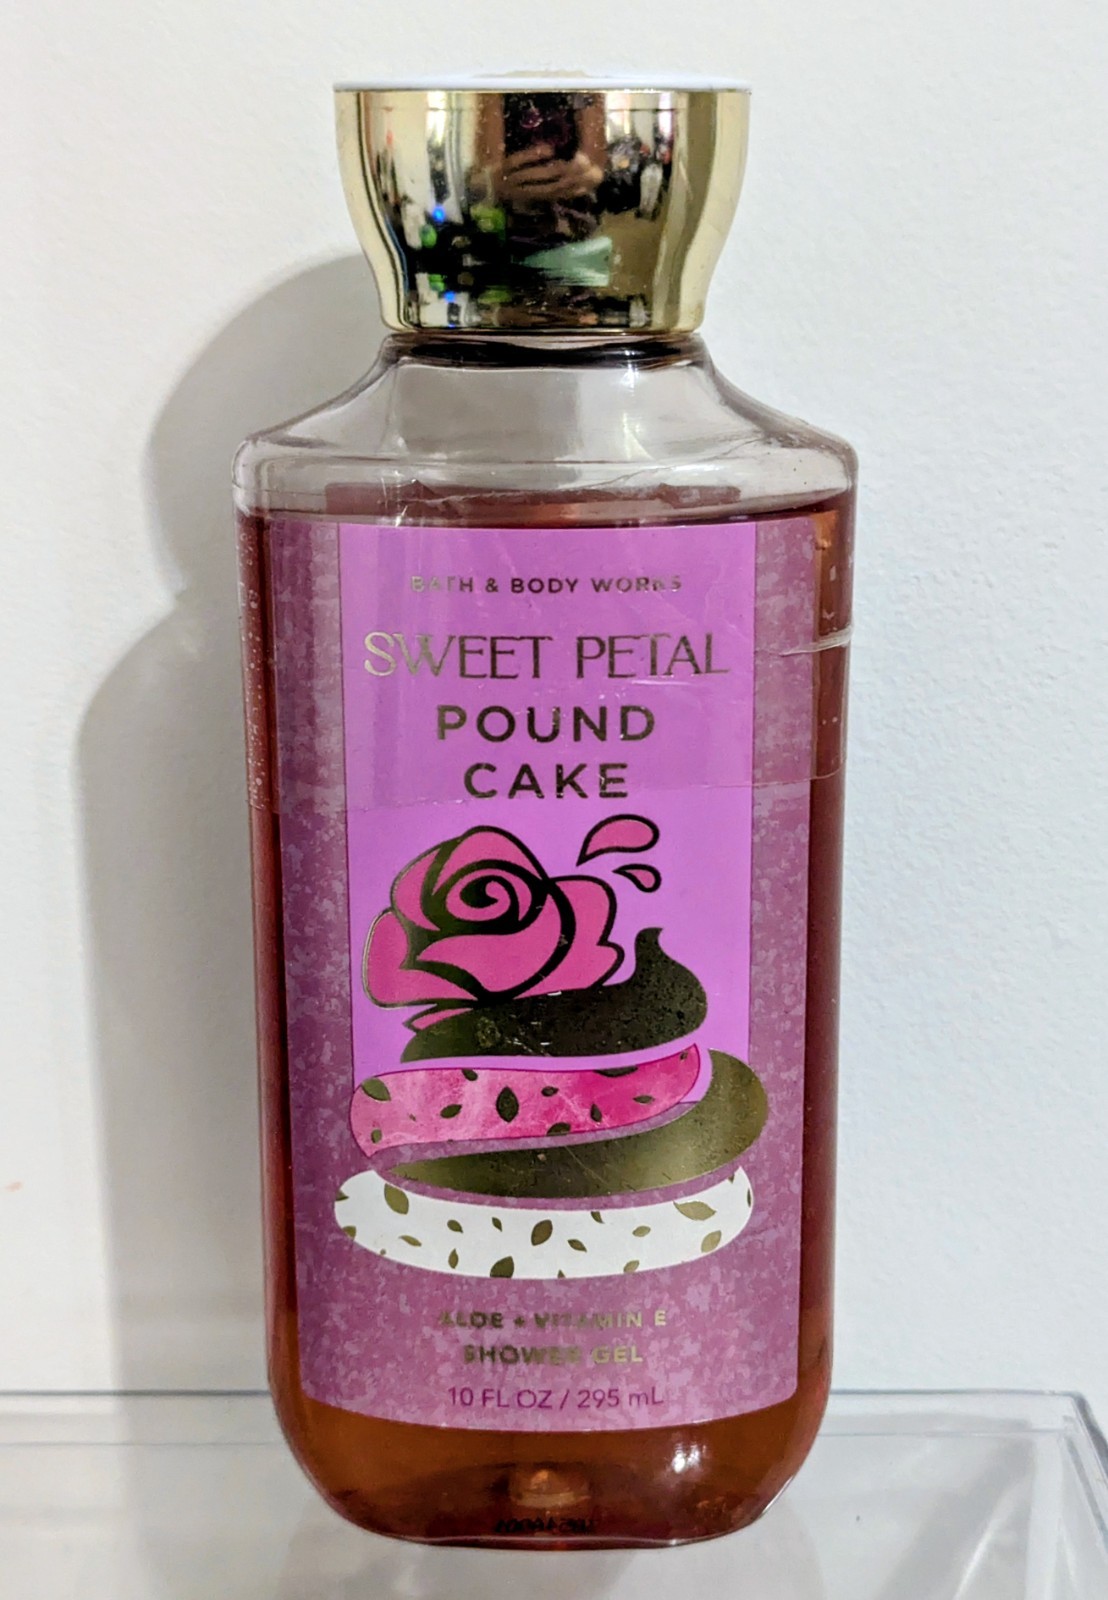 BATH & BODY WORKS
SWEET PETAL
POUND
CAKE
ALOE + VITAMIN E
SHOWER GEL
10 FL OZ / 295 mL